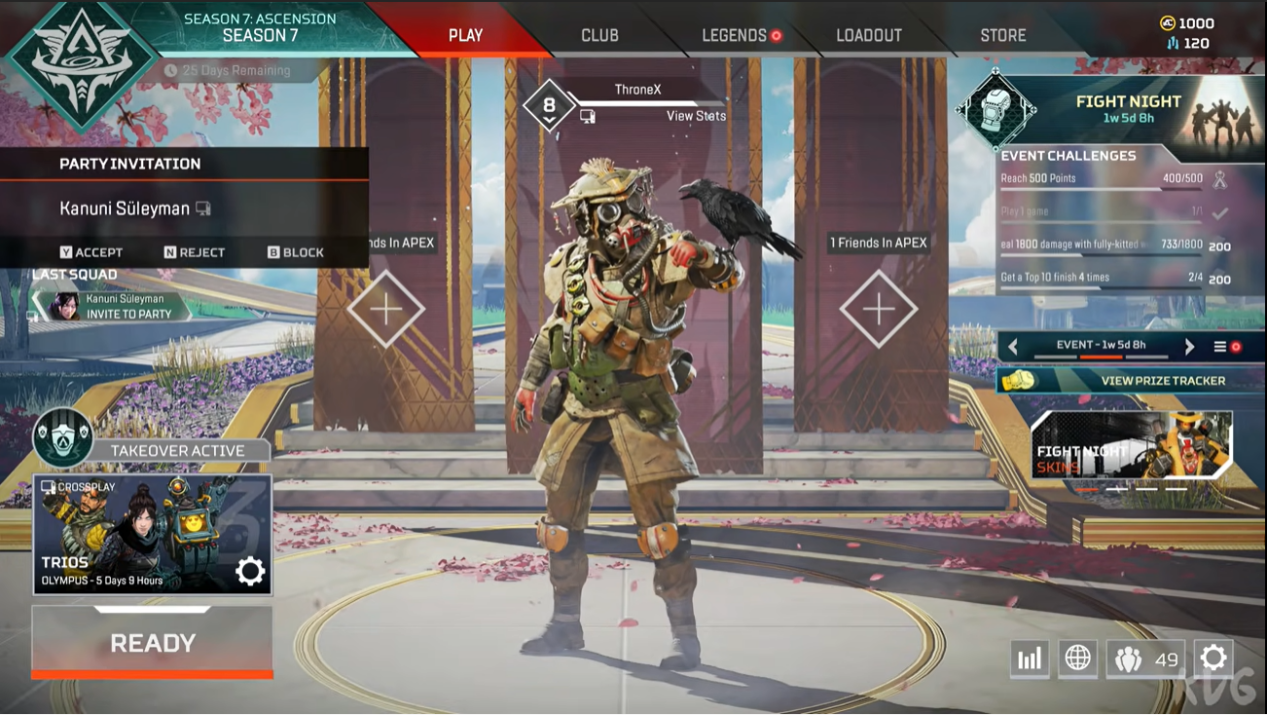 SEASON 7: ASCENSION
SEASON 7
25 Days Remaining
PLAY
CLUB
LEGENDS
LOADOUT
STORE
1000
120
8
ThroneX
View Stets
FIGHT NIGHT
1w 5d 8h
EVENT CHALLENGES
Reach 500 Points 400/500
Play 1 game 1/1
eal 1800 damage with fully-kitted w 733/1800 200
Get a Top 10 finish 4 times 2/4 200
PARTY INVITATION
Kanuni Süleyman
Y ACCEPT N REJECT B BLOCK
nds In APEX
1 Friends In APEX
LAST SQUAD
Kanuni Süleyman
INVITE TO PARTY
EVENT - 1w 5d 8h
VIEW PRIZE TRACKER
FIGHT NIGHT
SKINS
TAKEOVER ACTIVE
CROSSPLAY
TRIOS
OLYMPUS - 5 Days 9 Hours
READY
49
KVG